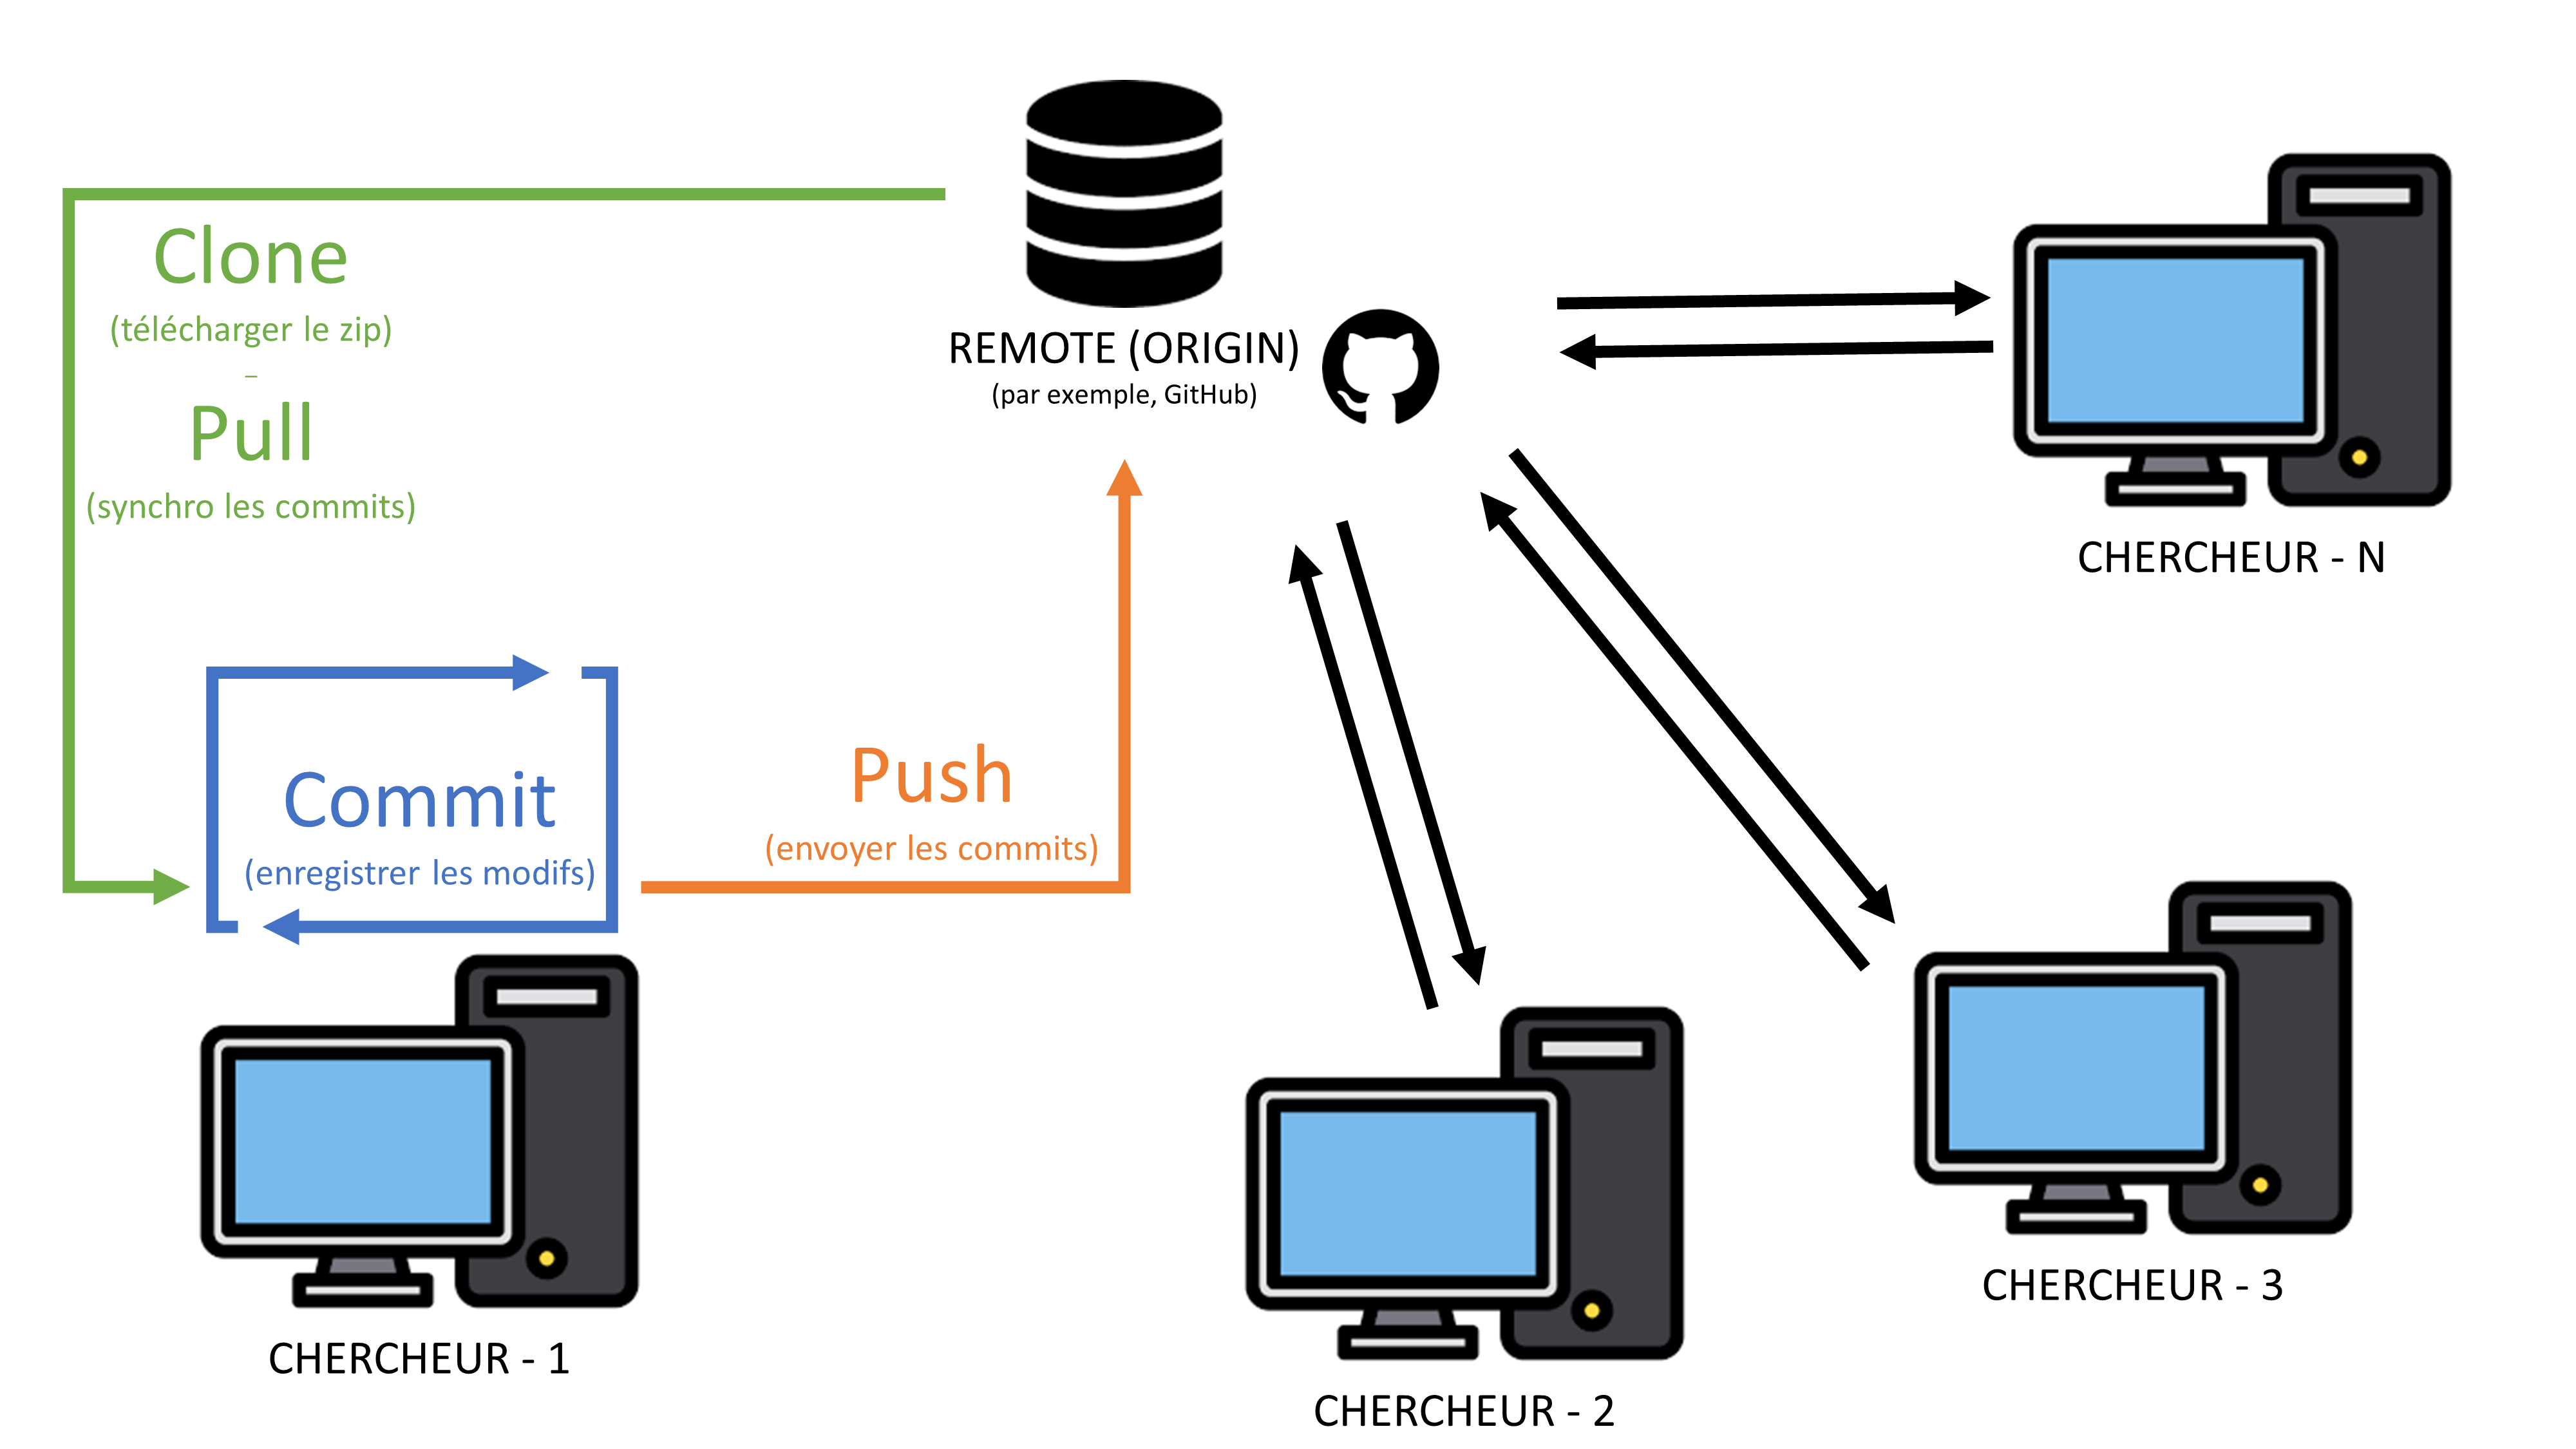 Clone
(télécharger le zip)
–
Pull
(synchro les commits)
REMOTE (ORIGIN)
(par exemple, GitHub)
CHERCHEUR - N
Commit
(enregistrer les modifs)
Push
(envoyer les commits)
CHERCHEUR - 1
CHERCHEUR - 2
CHERCHEUR - 3